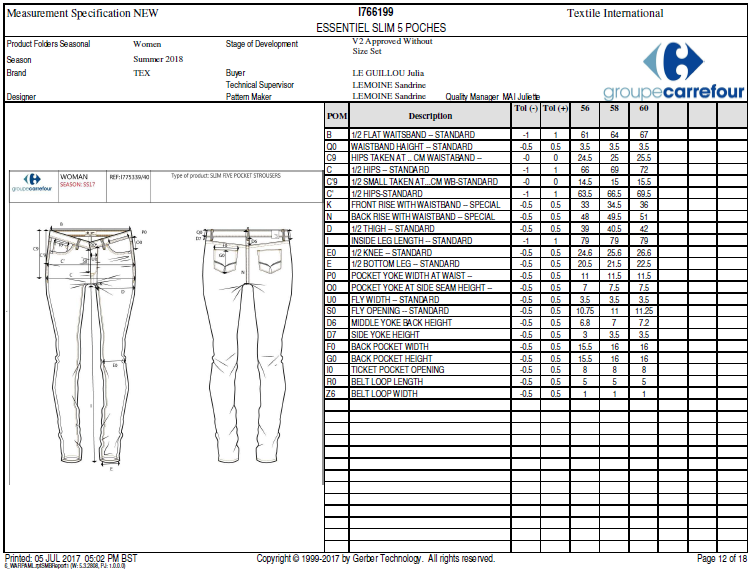 Measurement Specification NEW I766199 Textile International
ESSENTIEL SLIM 5 POCHES
Product Folders Seasonal Women Stage of Development V2 Approved Without Size Set
Season Summer 2018
Brand TEX Buyer LE GUILLOU Julia
Technical Supervisor LEMOINE Sandrine
Designer Pattern Maker LEMOINE Sandrine Quality Manager MAI Juliette
groupecarrefour
POM Description Tol (-) Tol (+) 56 58 60
B 1/2 FLAT WAITSBAND -- STANDARD -1 1 61 64 67
Q0 WAISTBAND HAIGHT -- STANDARD -0.5 0.5 3.5 3.5 3.5
C9 HIPS TAKEN AT .. CM WAISTABAND -- -0 0 24.5 25 25.5
C 1/2 HIPS -- STANDARD -1 1 66 69 72
C'9 1/2 SMALL TAKEN AT...CM WB-STANDARD -0 0 14.5 15 15.5
C' 1/2 HIPS-STANDARD -1 1 63.5 66.5 69.5
K FRONT RISE WITH WAISTBAND -- SPECIAL -0.5 0.5 33 34.5 36
N BACK RISE WITH WAISTBAND -- SPECIAL -0.5 0.5 48 49.5 51
D 1/2 THIGH -- STANDARD -0.5 0.5 39 40.5 42
I INSIDE LEG LENGTH -- STANDARD -1 1 79 79 79
E0 1/2 KNEE -- STANDARD -0.5 0.5 24.6 25.6 26.6
E 1/2 BOTTOM LEG -- STANDARD -0.5 0.5 20.5 21.5 22.5
P0 POCKET YOKE WIDTH AT WAIST -- -0.5 0.5 11 11.5 11.5
O0 POCKET YOKE AT SIDE SEAM HEIGHT -- -0.5 0.5 7 7.5 7.5
U0 FLY WIDTH -- STANDARD -0.5 0.5 3.5 3.5 3.5
S0 FLY OPENING -- STANDARD -0.5 0.5 10.75 11 11.25
D6 MIDDLE YOKE BACK HEIGHT -0.5 0.5 6.8 7 7.2
D7 SIDE YOKE HEIGHT -0.5 0.5 3 3.5 3.5
F0 BACK POCKET WIDTH -0.5 0.5 15.5 16 16
G0 BACK POCKET HEIGHT -0.5 0.5 15.5 16 16
I0 TICKET POCKET OPENING -0.5 0.5 8 8 8
R0 BELT LOOP LENGTH -0.5 0.5 5 5 5
Z6 BELT LOOP WIDTH -0.5 0.5 1 1 1
groupecarrefour
WOMAN REF:I775339/40 Type of product: SLIM FIVE POCKET STROUSERS
SEASON: SS17
B
P0
O0
C9
C'9
C'
C
D
E0
I
E
Q0
D7
D6
G0
N
Printed: 05 JUL 2017 05:02 PM BST Copyright © 1999-2017 by Gerber Technology. All rights reserved. Page 12 of 18